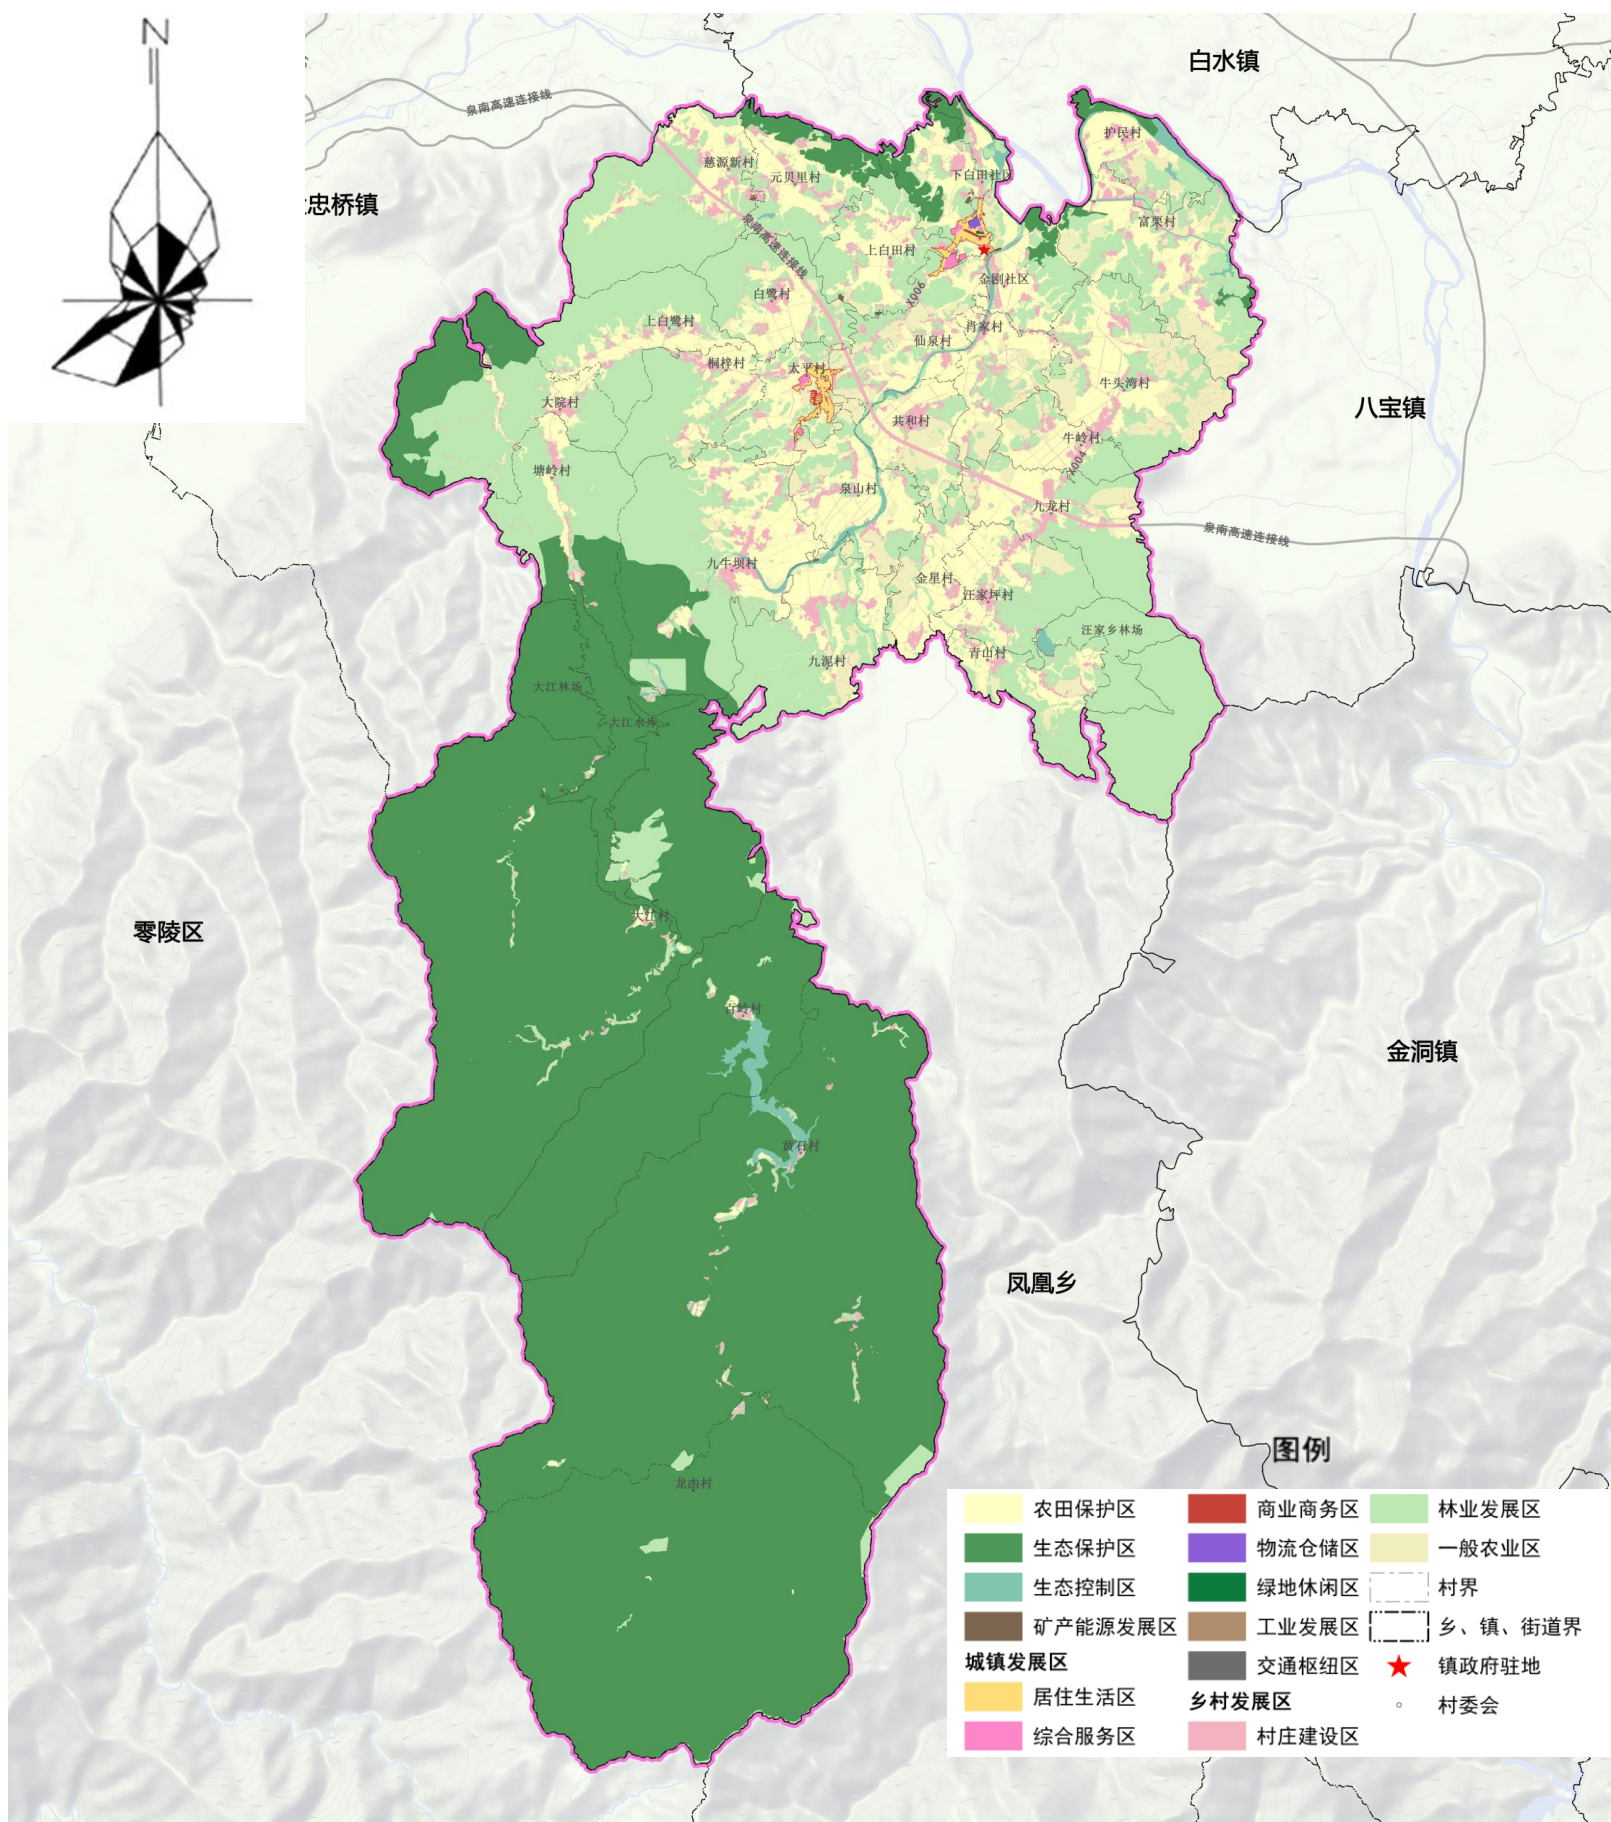 N
白水镇
泉南高速连接线
护民村
慈源新村
元贝里村
下白田社区
忠桥镇
富栗村
泉南高速连接线
上白田村
金刚社区
X006
白鹭村
上白鹭村
肖家村
仙泉村
桐梓村
太平村
牛头湾村
大院村
八宝镇
共和村
牛岭村
X004
塘岭村
泉山村
九龙村
泉南高速连接线
九牛坝村
金星村
汪家坪村
汪家乡林场
青山村
九泥村
大江林场
大江水库
大江村
零陵区
石岭村
金洞镇
黄石村
凤凰乡
龙凼村
图例
农田保护区
商业商务区
林业发展区
生态保护区
物流仓储区
一般农业区
生态控制区
绿地休闲区
村界
矿产能源发展区
工业发展区
乡、镇、街道界
城镇发展区
交通枢纽区
镇政府驻地
居住生活区
乡村发展区
村委会
综合服务区
村庄建设区